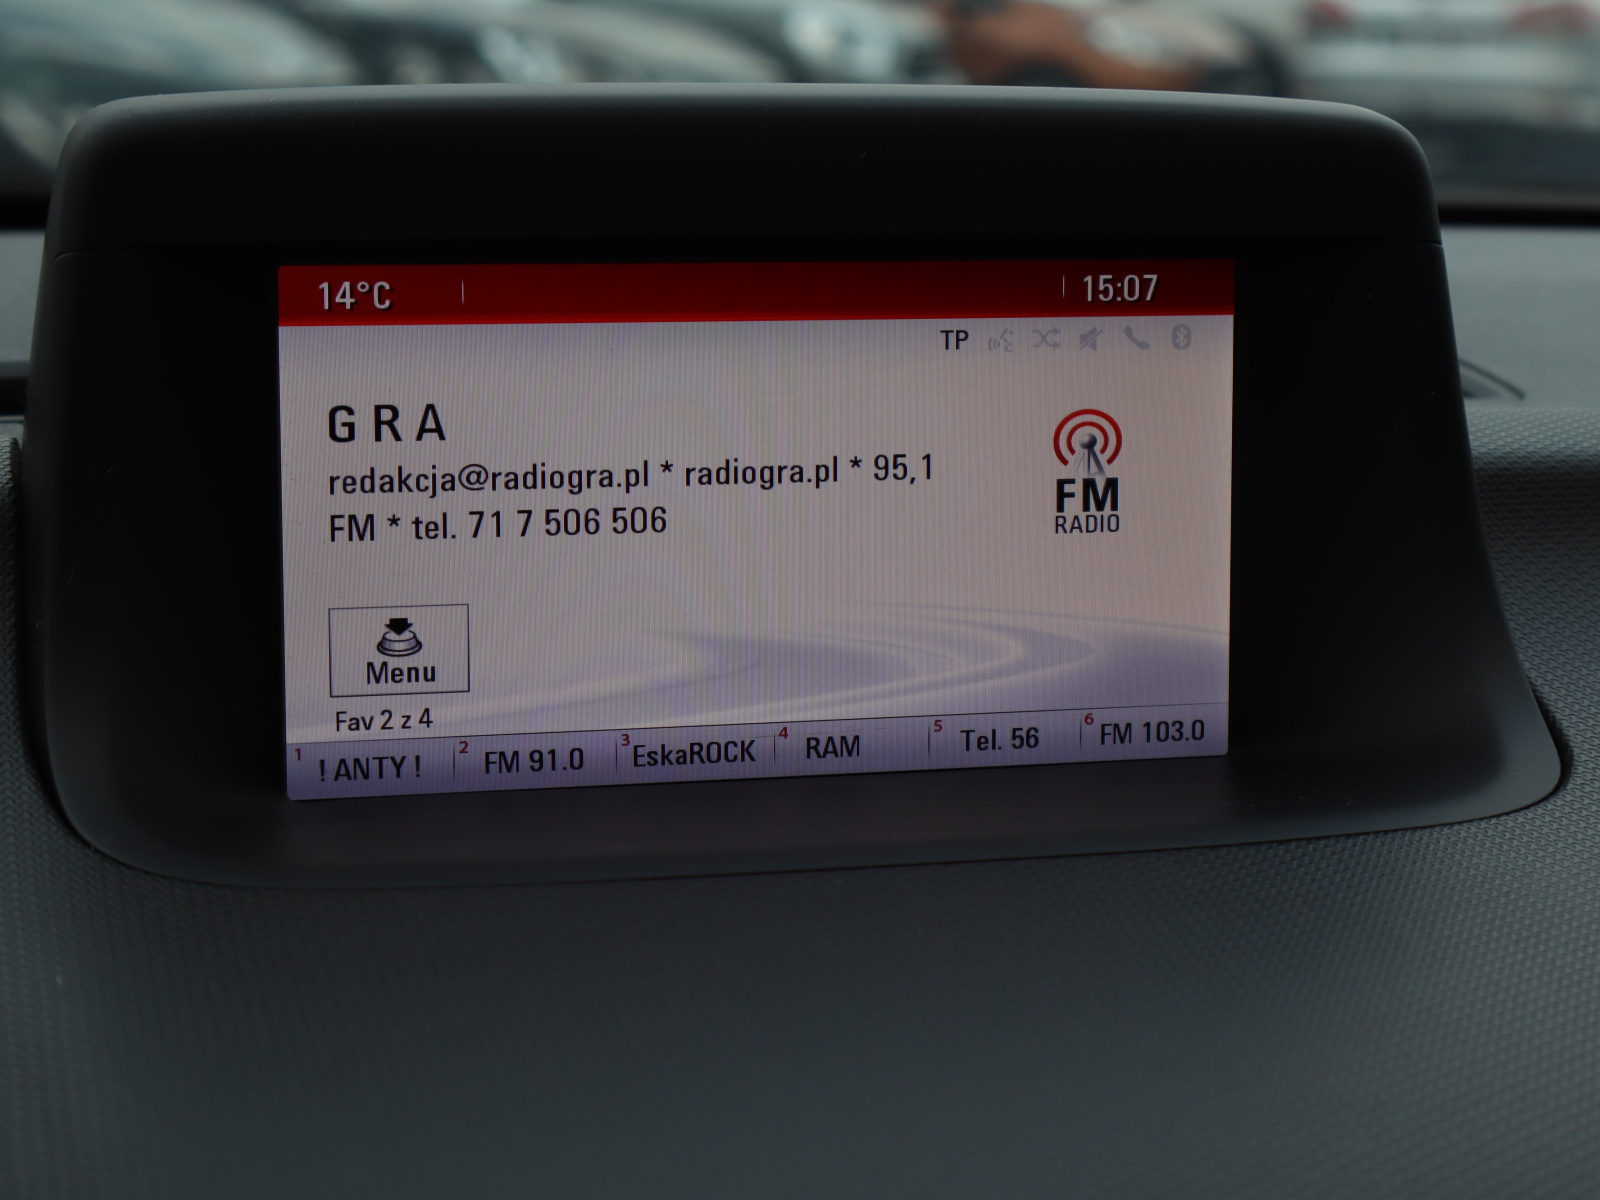 14°C
15:07
TP
G R A
redakcja@radiogra.pl * radiogra.pl * 95,1
FM * tel. 71 7 506 506
FM
RADIO
Menu
Fav 2 z 4
1 ! ANTY ! 2 FM 91.0 3 EskaROCK 4 RAM 5 Tel. 56 6 FM 103.0